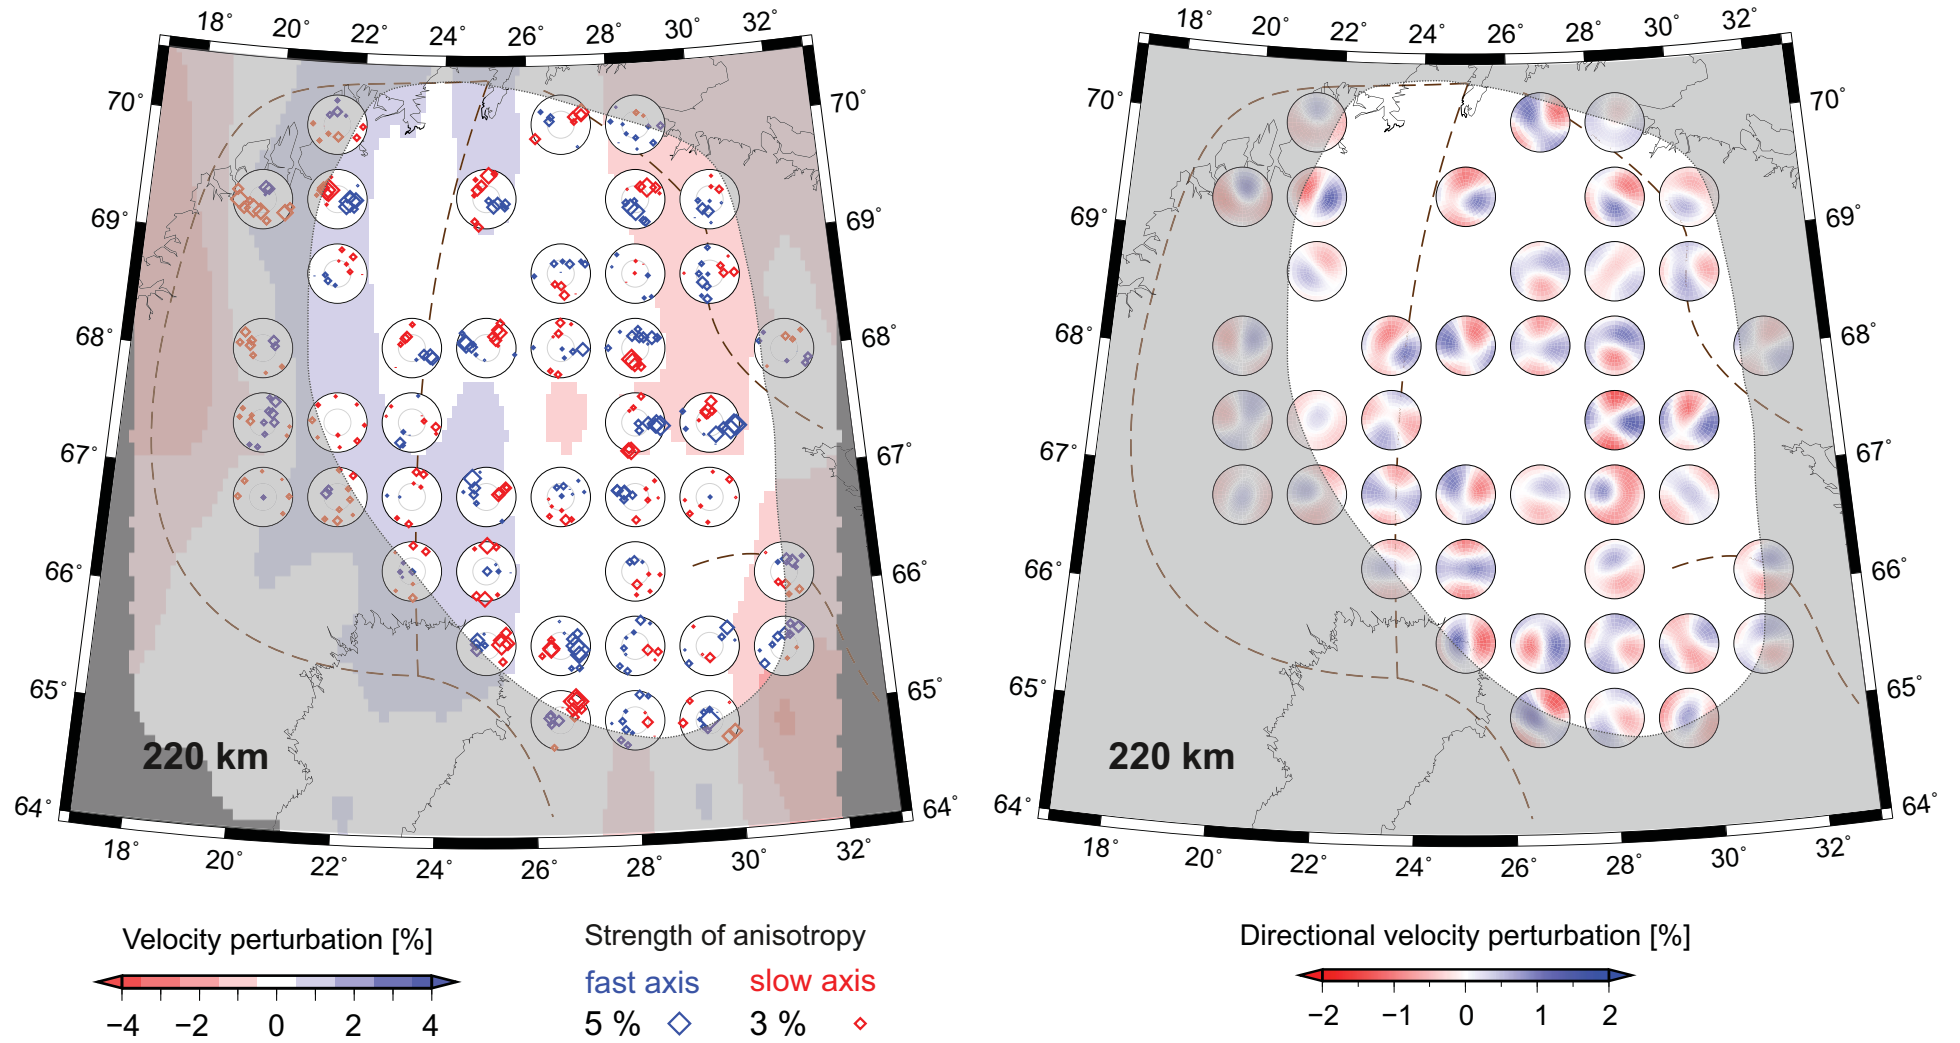 18° 20° 22° 24° 26° 28° 30° 32°
70° 70°
69° 69°
68° 68°
67° 67°
66° 66°
65° 65°
64° 64°
220 km
18° 20° 22° 24° 26° 28° 30° 32°
Velocity perturbation [%]
−4 −2 0 2 4
Strength of anisotropy
fast axis slow axis
5 % 3 %
18° 20° 22° 24° 26° 28° 30° 32°
70° 70°
69° 69°
68° 68°
67° 67°
66° 66°
65° 65°
64° 64°
220 km
18° 20° 22° 24° 26° 28° 30° 32°
Directional velocity perturbation [%]
−2 −1 0 1 2